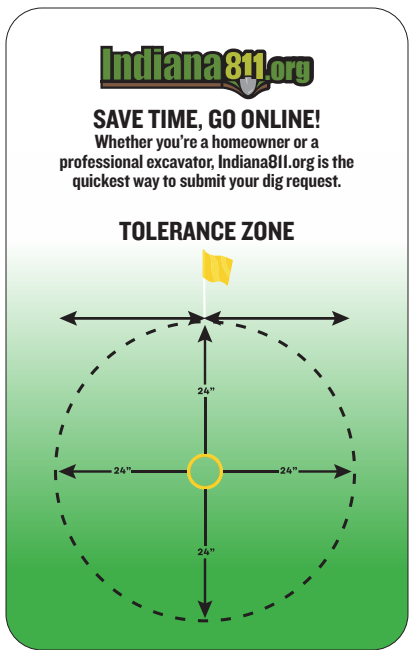 Indiana811.org
SAVE TIME, GO ONLINE!
Whether you're a homeowner or a
professional excavator, Indiana811.org is the
quickest way to submit your dig request.
TOLERANCE ZONE
24"
24" 24"
24"